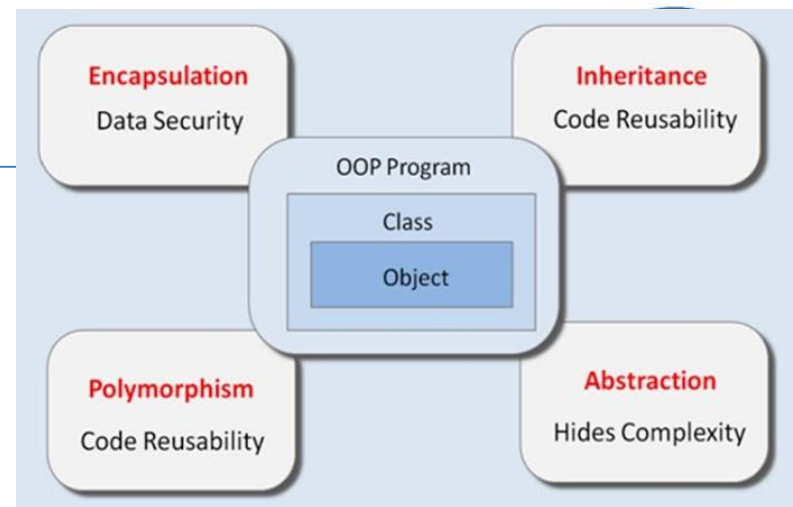 Encapsulation
Data Security
Inheritance
Code Reusability
OOP Program
Class
Object
Polymorphism
Code Reusability
Abstraction
Hides Complexity